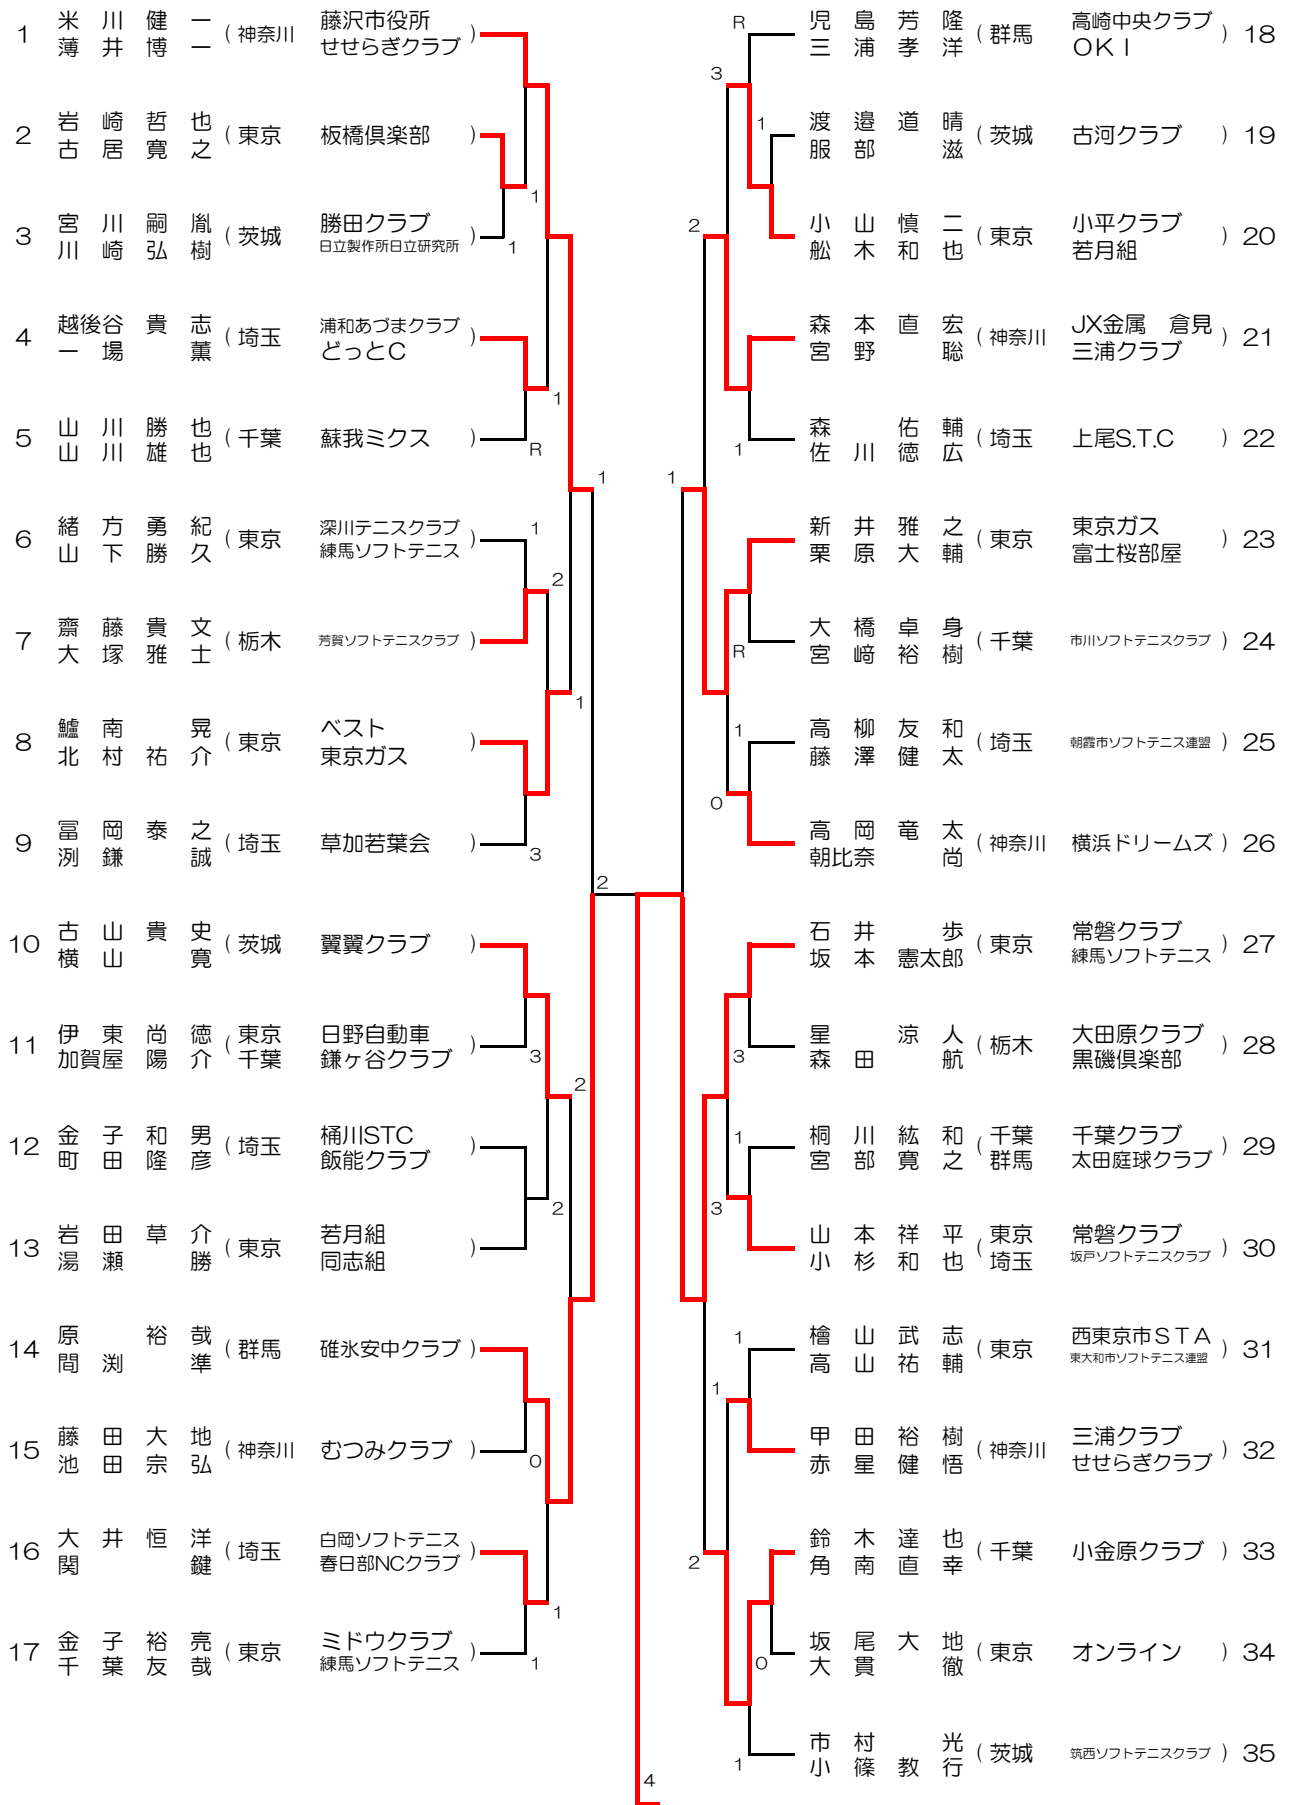 1 米川健一 (神奈川 藤沢市役所)
薄井博一 せせらぎクラブ
2 岩崎哲也 (東京 板橋倶楽部)
古居寛之
1
3 宮川嗣胤 (茨城 勝田クラブ)
川崎弘樹 日立製作所日立研究所
1
4 越後谷貴志 (埼玉 浦和あづまクラブ)
一場薫 どっとC
1
5 山川勝也 (千葉 蘇我ミクス)
山川雄也
R
1
6 緒方勇紀 (東京 深川テニスクラブ)
山下勝久 練馬ソフトテニス
1
2
7 齋藤貴文 (栃木 芳賀ソフトテニスクラブ)
大塚雅士
1
8 鱸南晃 (東京 ベスト)
北村祐介 東京ガス
9 冨岡泰之 (埼玉 草加若葉会)
洌鎌誠
3
2
10 古山貴史 (茨城 翼翼クラブ)
横山寛
11 伊東尚徳 (東京 日野自動車)
加賀屋陽介 千葉 鎌ヶ谷クラブ
3
2
12 金子和男 (埼玉 桶川STC)
町田隆彦 飯能クラブ
2
13 岩田草介 (東京 若月組)
湯瀬勝 同志組
14 原裕哉 (群馬 碓氷安中クラブ)
間渕準
15 藤田大地 (神奈川 むつみクラブ)
池田宗弘
0
16 大井恒洋 (埼玉 白岡ソフトテニス)
関鍵 春日部NCクラブ
1
17 金子裕亮 (東京 ミドウクラブ)
千葉友哉 練馬ソフトテニス
1
R
児島芳隆 (群馬 高崎中央クラブ) 18
三浦孝洋 OKI
3
1
渡邉道晴 (茨城 古河クラブ) 19
服部滋
2
小山慎二 (東京 小平クラブ) 20
舩木和也 若月組
森本直宏 (神奈川 JX金属 倉見) 21
宮野聡 三浦クラブ
森佑輔 (埼玉 上尾S.T.C) 22
佐川徳広
1
1
新井雅之 (東京 東京ガス) 23
栗原大輔 富士桜部屋
大橋卓身 (千葉 市川ソフトテニスクラブ) 24
宮﨑裕樹
R
1
高柳友和 (埼玉 朝霞市ソフトテニス連盟) 25
藤澤健太
0
高岡竜太 (神奈川 横浜ドリームズ) 26
朝比奈尚
石井歩 (東京 常磐クラブ) 27
坂本憲太郎 練馬ソフトテニス
星涼人 (栃木 大田原クラブ) 28
森田航 黒磯倶楽部
3
1
桐川紘和 (千葉 千葉クラブ) 29
宮部寛之 群馬 太田庭球クラブ
3
山本祥平 (東京 常磐クラブ) 30
小杉和也 埼玉 坂戸ソフトテニスクラブ
1
檜山武志 (東京 西東京市STA) 31
高山祐輔 東大和市ソフトテニス連盟
1
甲田裕樹 (神奈川 三浦クラブ) 32
赤星健悟 せせらぎクラブ
2
鈴木達也 (千葉 小金原クラブ) 33
角南直幸
坂尾大地 (東京 オンライン) 34
大貫徹
0
市村光 (茨城 筑西ソフトテニスクラブ) 35
小篠教行
1
4